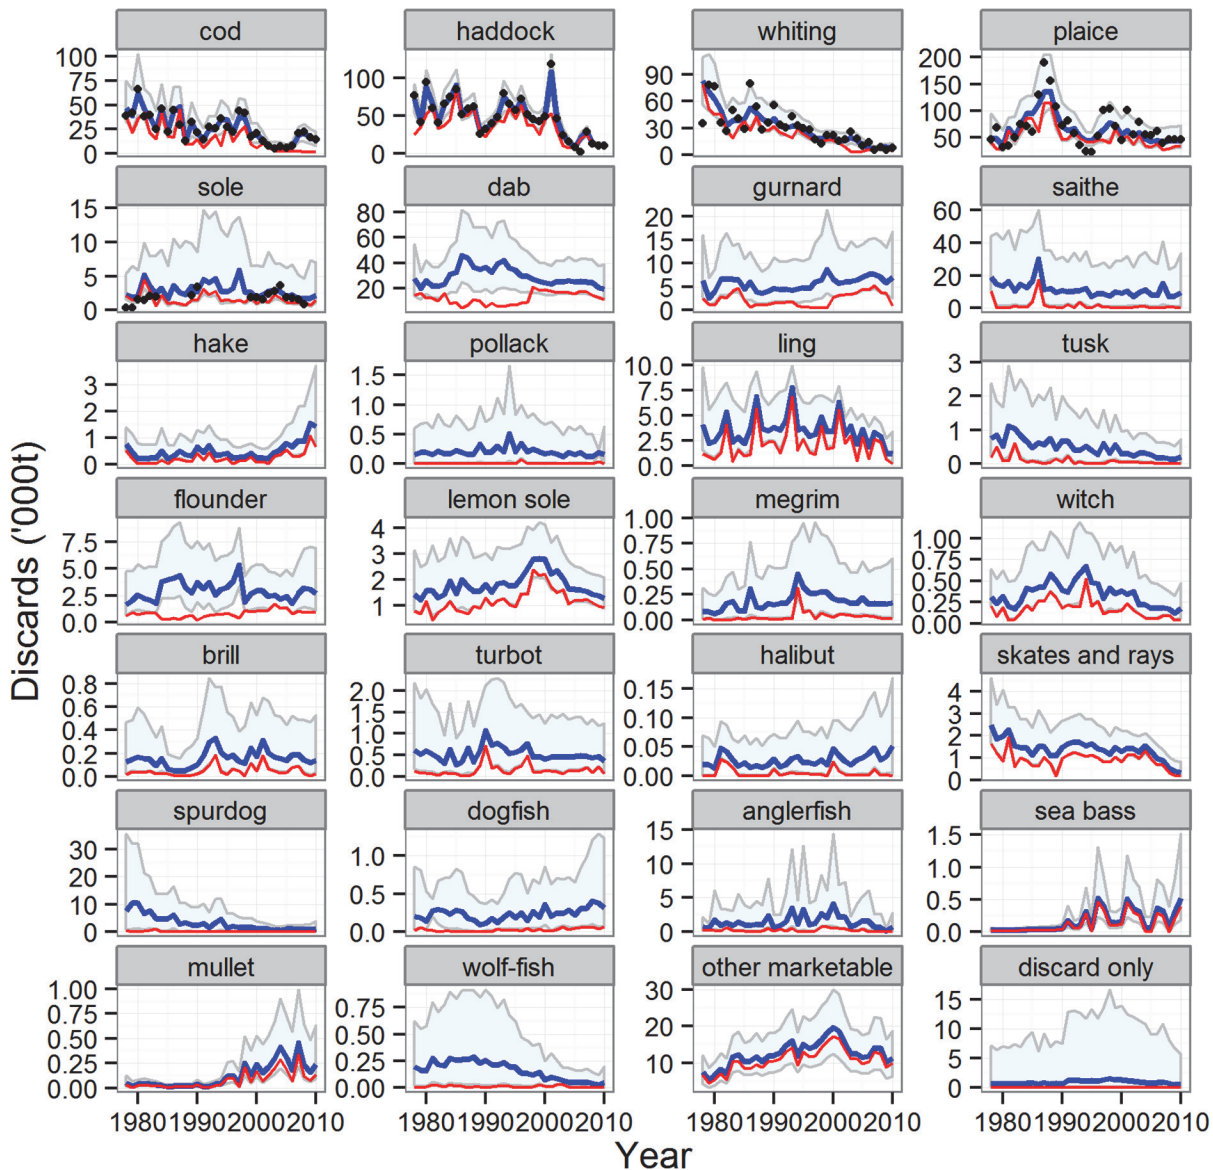 cod haddock whiting plaice
100 75 50 25 0
100 50 0
90 60 30 0
200 150 100 50
sole dab gurnard saithe
15 10 5 0
80 60 40 20
20 15 10 5 0
60 40 20 0
hake pollack ling tusk
3 2 1 0
1.5 1.0 0.5 0.0
10.0 7.5 5.0 2.5 0.0
3 2 1 0
flounder lemon sole megrim witch
7.5 5.0 2.5 0.0
4 3 2 1
1.00 0.75 0.50 0.25 0.00
1.00 0.75 0.50 0.25 0.00
brill turbot halibut skates and rays
0.8 0.6 0.4 0.2 0.0
2.0 1.5 1.0 0.5 0.0
0.15 0.10 0.05 0.00
4 3 2 1 0
spurdog dogfish anglerfish sea bass
30 20 10 0
1.0 0.5 0.0
15 10 5 0
1.5 1.0 0.5 0.0
mullet wolf-fish other marketable discard only
1.00 0.75 0.50 0.25 0.00
0.75 0.50 0.25 0.00
30 20 10
15 10 5 0
1980 1990 2000 2010 1980 1990 2000 2010 1980 1990 2000 2010 1980 1990 2000 2010
Year
Discards ('000t)